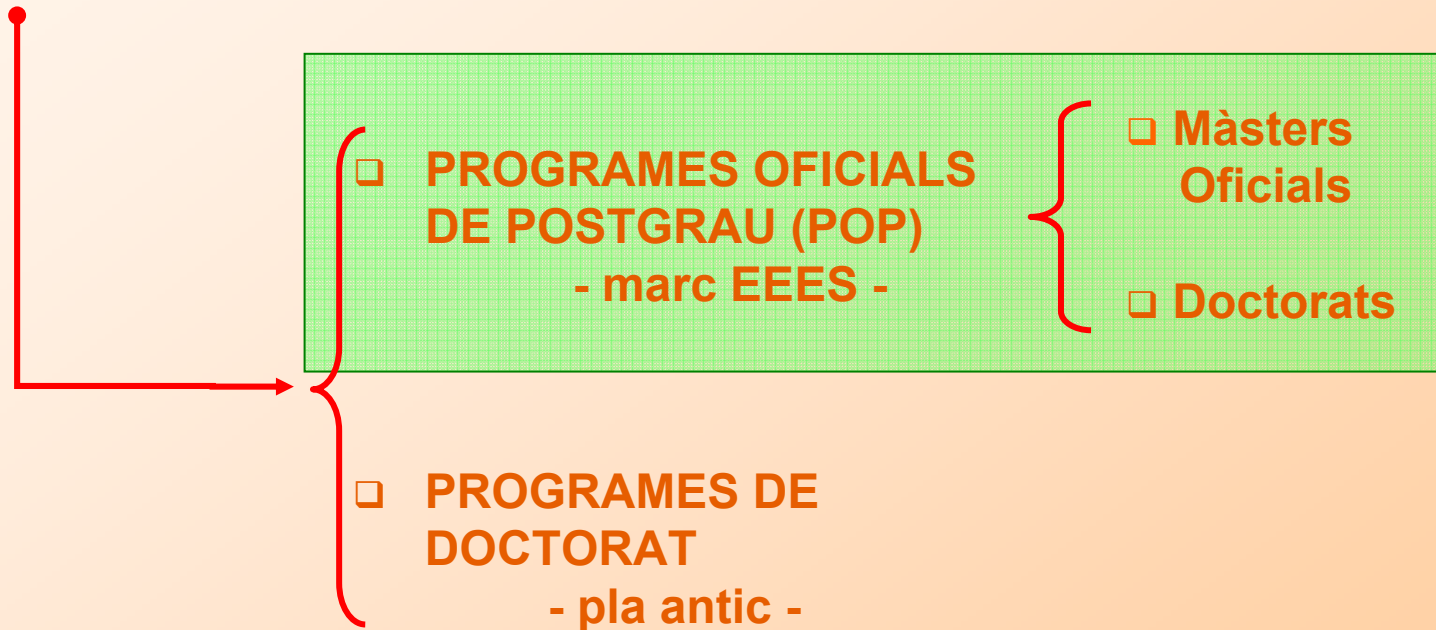 PROGRAMES OFICIALS
DE POSTGRAU (POP)
- marc EEES -
Màsters
Oficials
Doctorats
PROGRAMES DE
DOCTORAT
- pla antic -